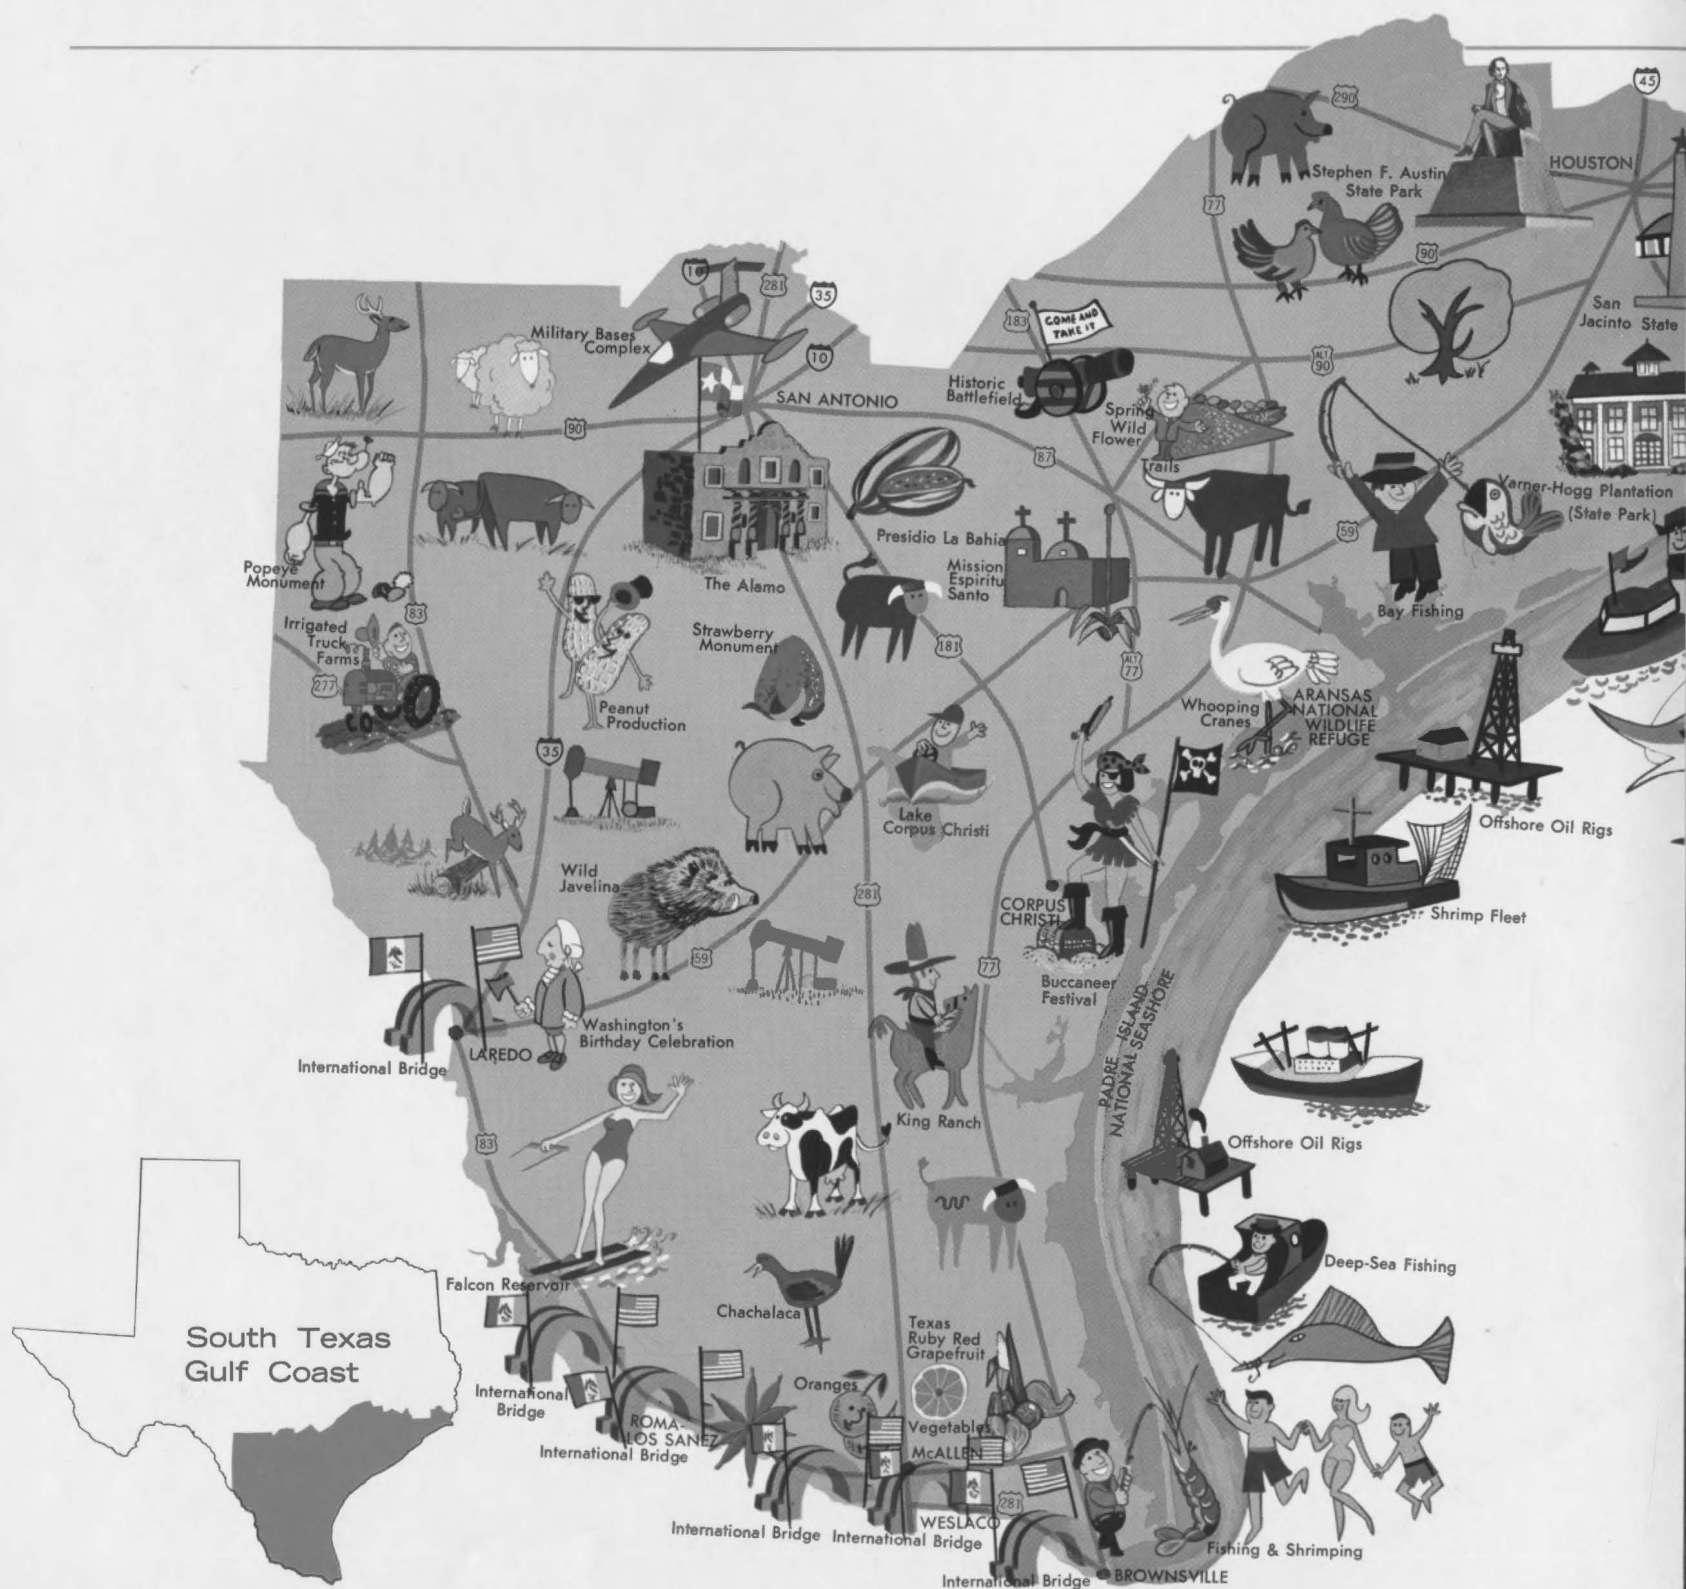 45
290
HOUSTON
Stephen F. Austin
State Park
77
90
San
Jacinto State
10
281
35
183
COME AND
TAKE IT
Military Bases
Complex
10
ALT
90
Historic
Battlefield
SAN ANTONIO
Spring
Wild
Flower
Trails
90
87
Varner-Hogg Plantation
(State Park)
59
Presidio La Bahia
Mission
Espiritu
Santo
Popeye
Monument
The Alamo
Bay Fishing
83
Irrigated
Truck
Farms
Strawberry
Monument
181
ALT
77
277
Peanut
Production
Whooping
Cranes
ARANSAS
NATIONAL
WILDLIFE
REFUGE
35
Lake
Corpus Christi
Offshore Oil Rigs
Wild
Javelina
281
CORPUS
CHRISTI
Shrimp Fleet
59
77
Buccaneer
Festival
PADRE ISLAND
NATIONAL SEASHORE
Washington's
Birthday Celebration
LAREDO
International Bridge
King Ranch
83
Offshore Oil Rigs
Deep-Sea Fishing
Falcon Reservoir
Chachalaca
Texas
Ruby Red
Grapefruit
South Texas
Gulf Coast
Oranges
International
Bridge
Vegetables
ROMA-
LOS SANEZ
International Bridge
McALLEN
281
WESLACO
International Bridge
International Bridge
Fishing & Shrimping
International Bridge
BROWNSVILLE